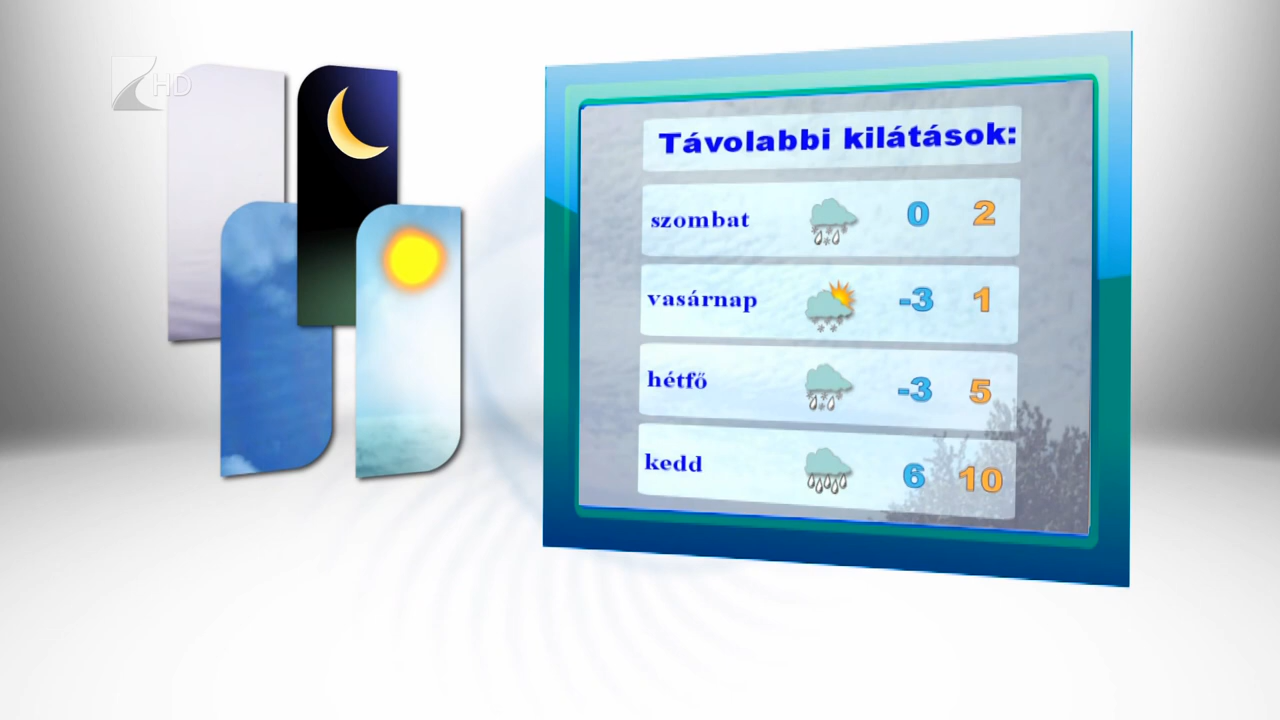 HD
Távolabbi kilátások:
szombat 0 2
vasárnap -3 1
hétfő -3 5
kedd 6 10